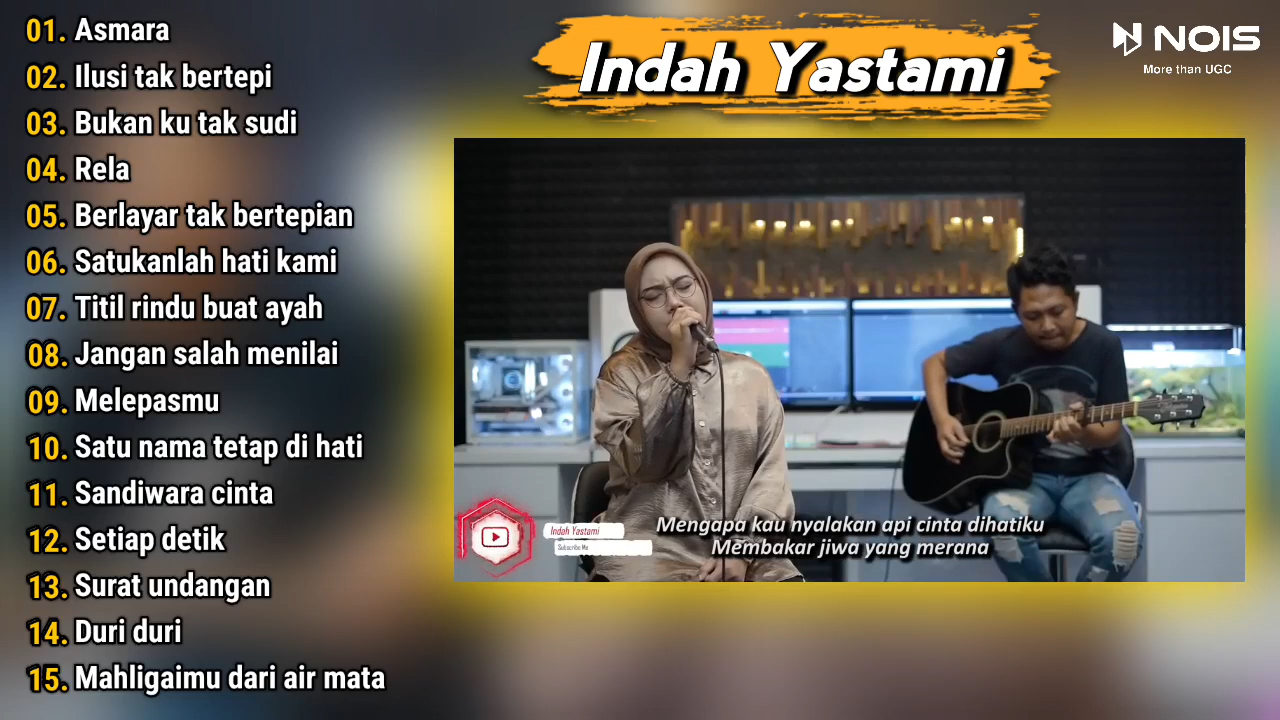 01. Asmara
02. Ilusi tak bertepi
03. Bukan ku tak sudi
04. Rela
05. Berlayar tak bertepian
06. Satukanlah hati kami
07. Titil rindu buat ayah
08. Jangan salah menilai
09. Melepasmu
10. Satu nama tetap di hati
11. Sandiwara cinta
12. Setiap detik
13. Surat undangan
14. Duri duri
15. Mahligaimu dari air mata
Indah Yastami
NOIS
More than UGC
Indah Yastami
Subscribe Me
Mengapa kau nyalakan api cinta dihatiku
Membakar jiwa yang merana